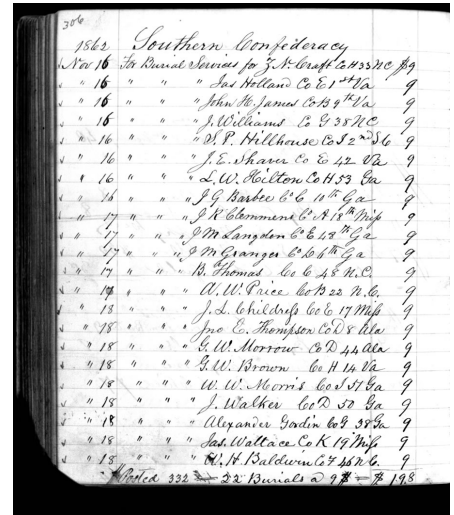 306
1862 Southern Confederacy
Nov 16 For Burial Services for Z. N. Craft Co H 33 NC $9
" 16 " " " Jas Holland Co E 1st Va 9
" 16 " " " John H. James Co B 9th Va 9
" 16 " " " J. Williams Co G 38 NC 9
" 16 " " " S. P. Hillhouse Co I 2nd S C 9
" 16 " " " J. E. Shaver Co E 42 Va 9
" 16 " " " L. W. Hilton Co H 53 Ga 9
" 16 " " " J G Barbee Co C 10th Ga 9
" 17 " " " J K Clemmens Co A 18th Miss 9
" 17 " " " J M Langdon Co E 48th Ga 9
" 17 " " " J M Granger Co 6th Ga 9
" 17 " " " B. Thomas Co C 48 N.C. 9
" 17 " " " A. W. Price Co B 22 N.C. 9
" 18 " " " J. L. Childress Co E 17 Miss 9
" 18 " " " Jno E. Thompson Co D 8 Ala 9
" 18 " " " G. W. Morrow Co D 44 Ala 9
" 18 " " " G. W. Brown Co H 14 Va 9
" 18 " " " W. W. Morris Co I 57 Ga 9
" 18 " " " J. Walker Co D 50 Ga 9
" 18 " " " Alexander Gordin Co G 38 Ga 9
" 18 " " " Jas. Wallace Co K 19 Miss 9
" 18 " " " W. H. Baldwin Co F 46 N C. 9
Posted 332 22 Burials a 9 $ = $ 198